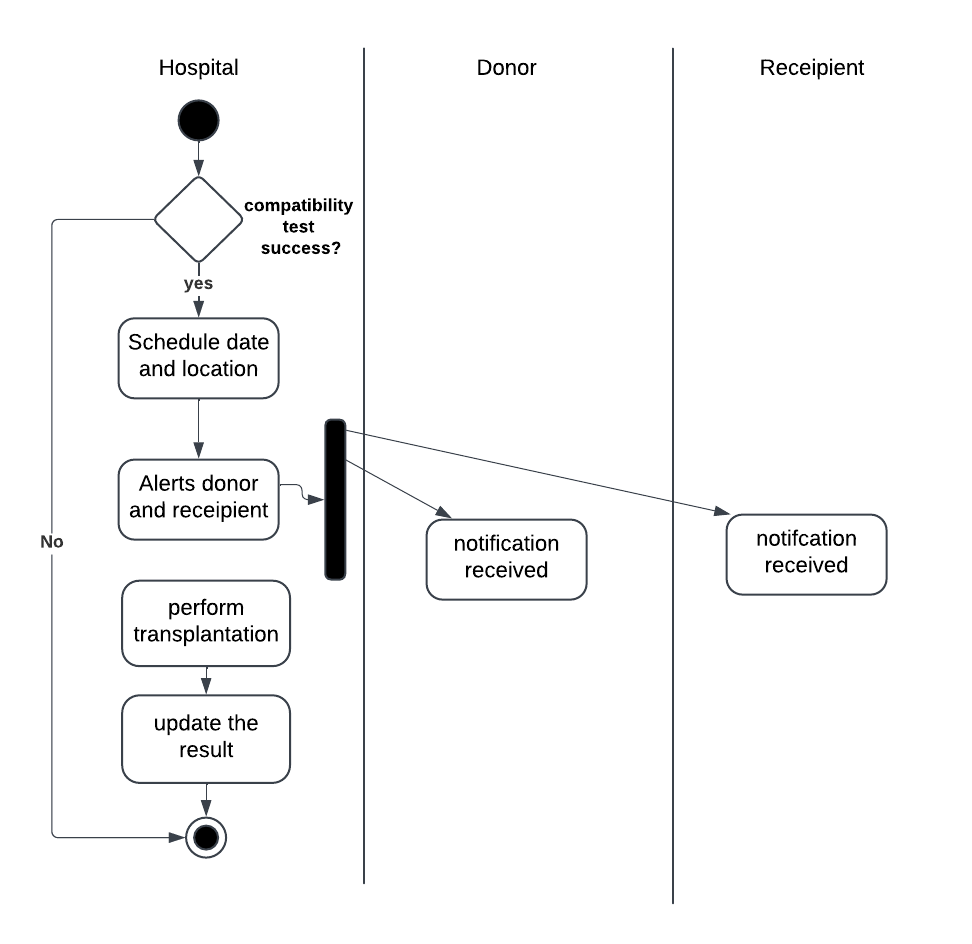 Hospital
Donor
Receipient
compatibility
test
success?
yes
Schedule date
and location
Alerts donor
and receipient
No
notification
received
notifcation
received
perform
transplantation
update the
result